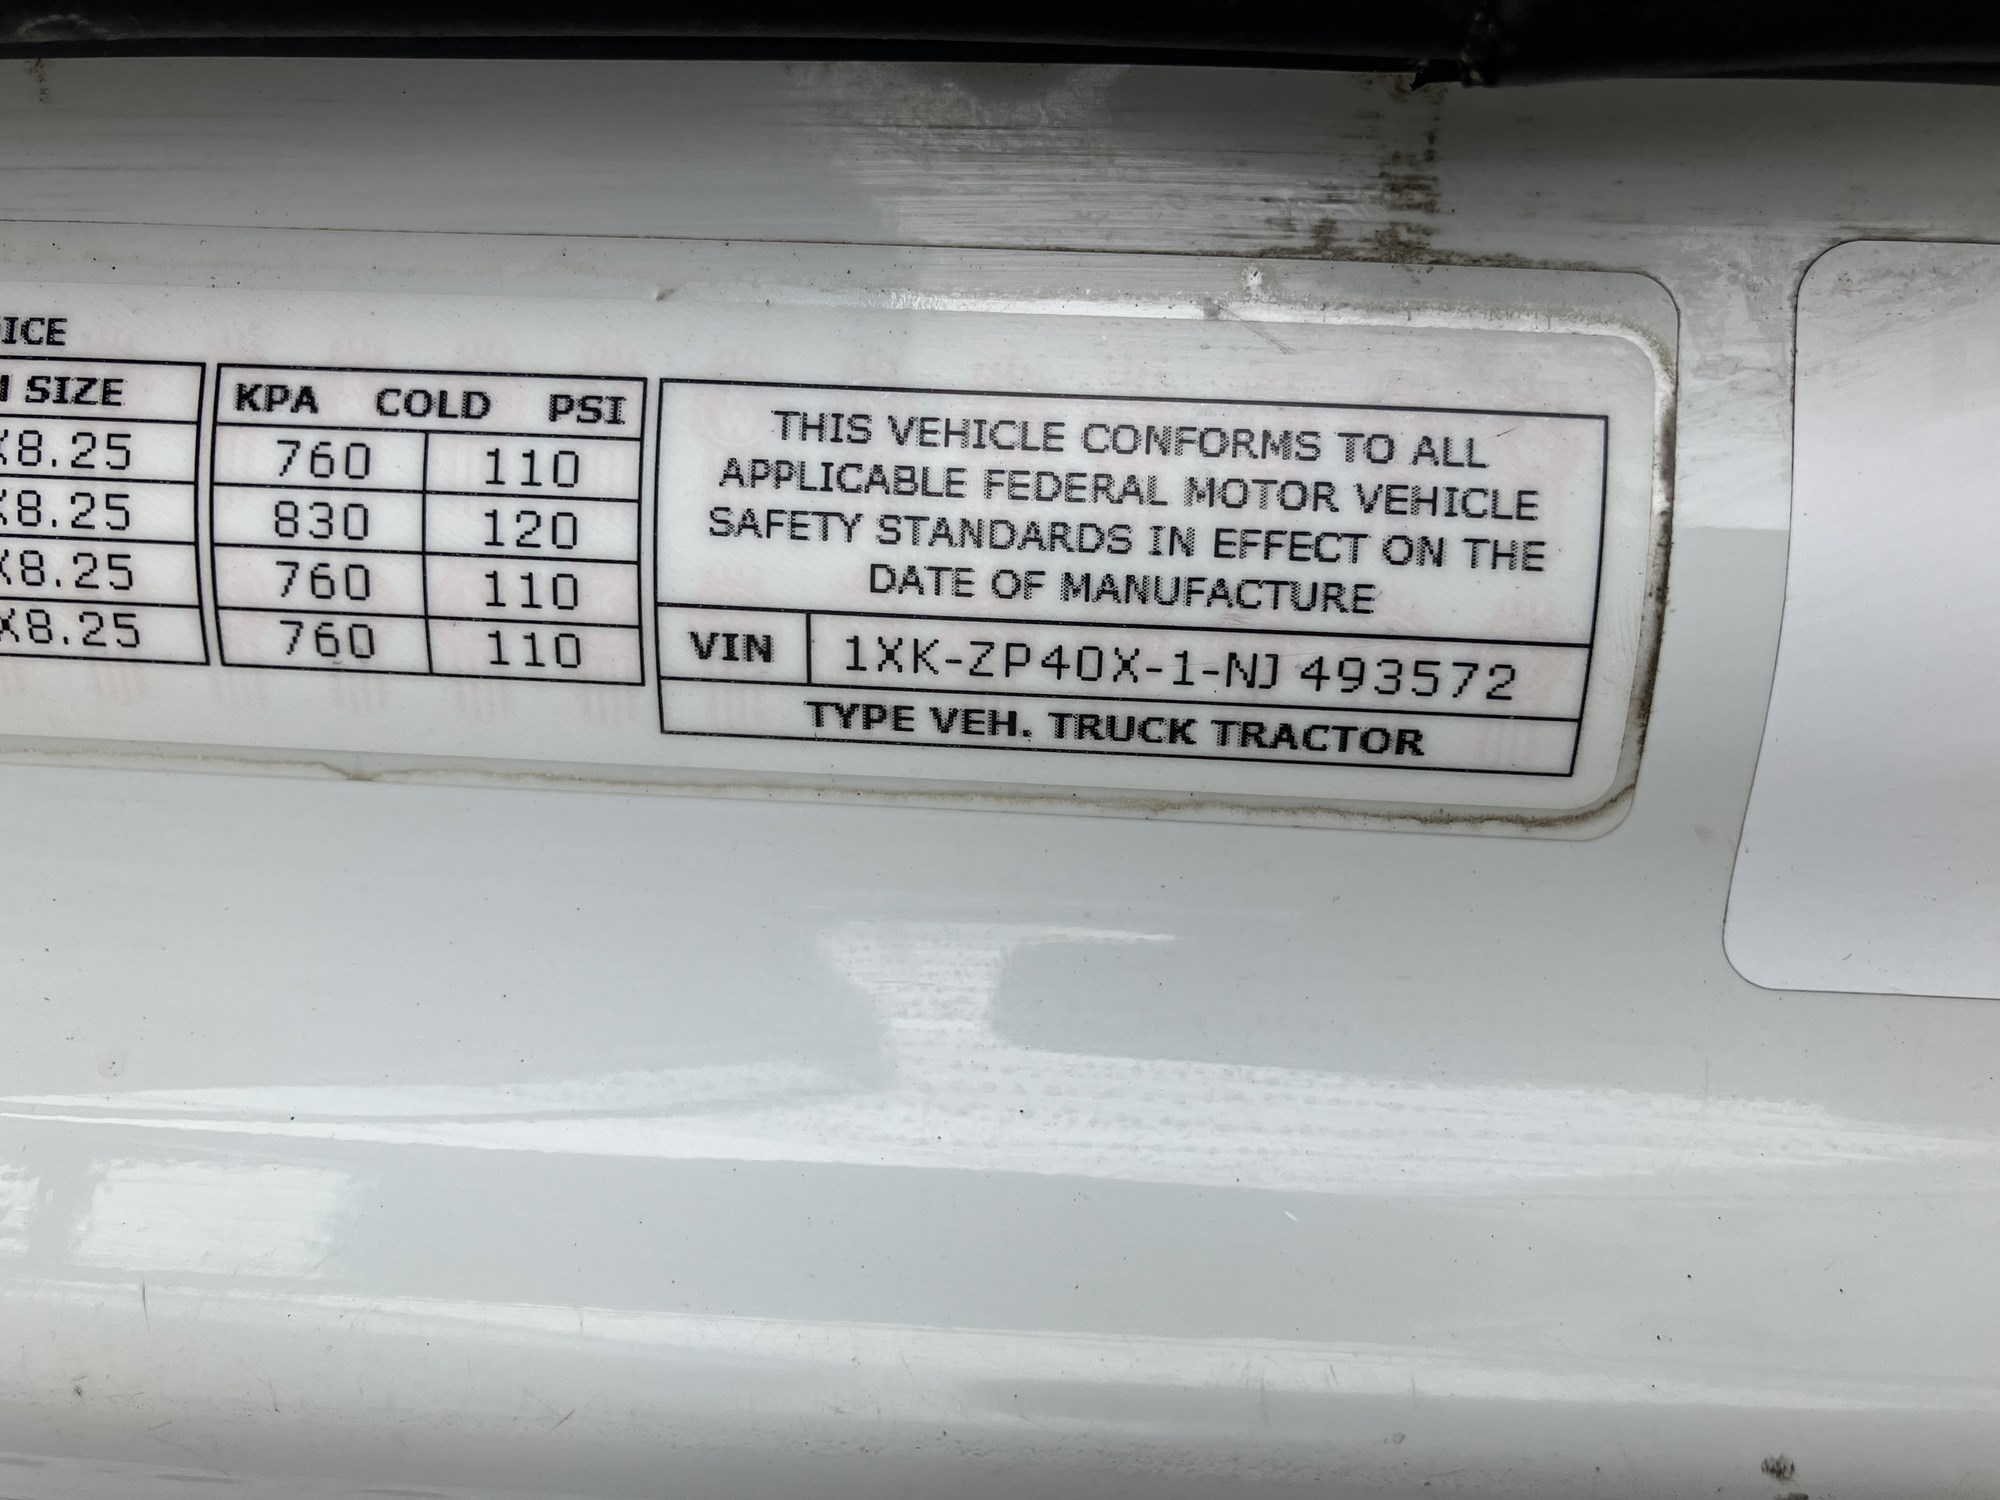 ICE
SIZE
X8.25
X8.25
X8.25
X8.25
KPA COLD PSI
760 110
830 120
760 110
760 110
THIS VEHICLE CONFORMS TO ALL
APPLICABLE FEDERAL MOTOR VEHICLE
SAFETY STANDARDS IN EFFECT ON THE
DATE OF MANUFACTURE
VIN 1XK-ZP40X-1-NJ 493572
TYPE VEH. TRUCK TRACTOR